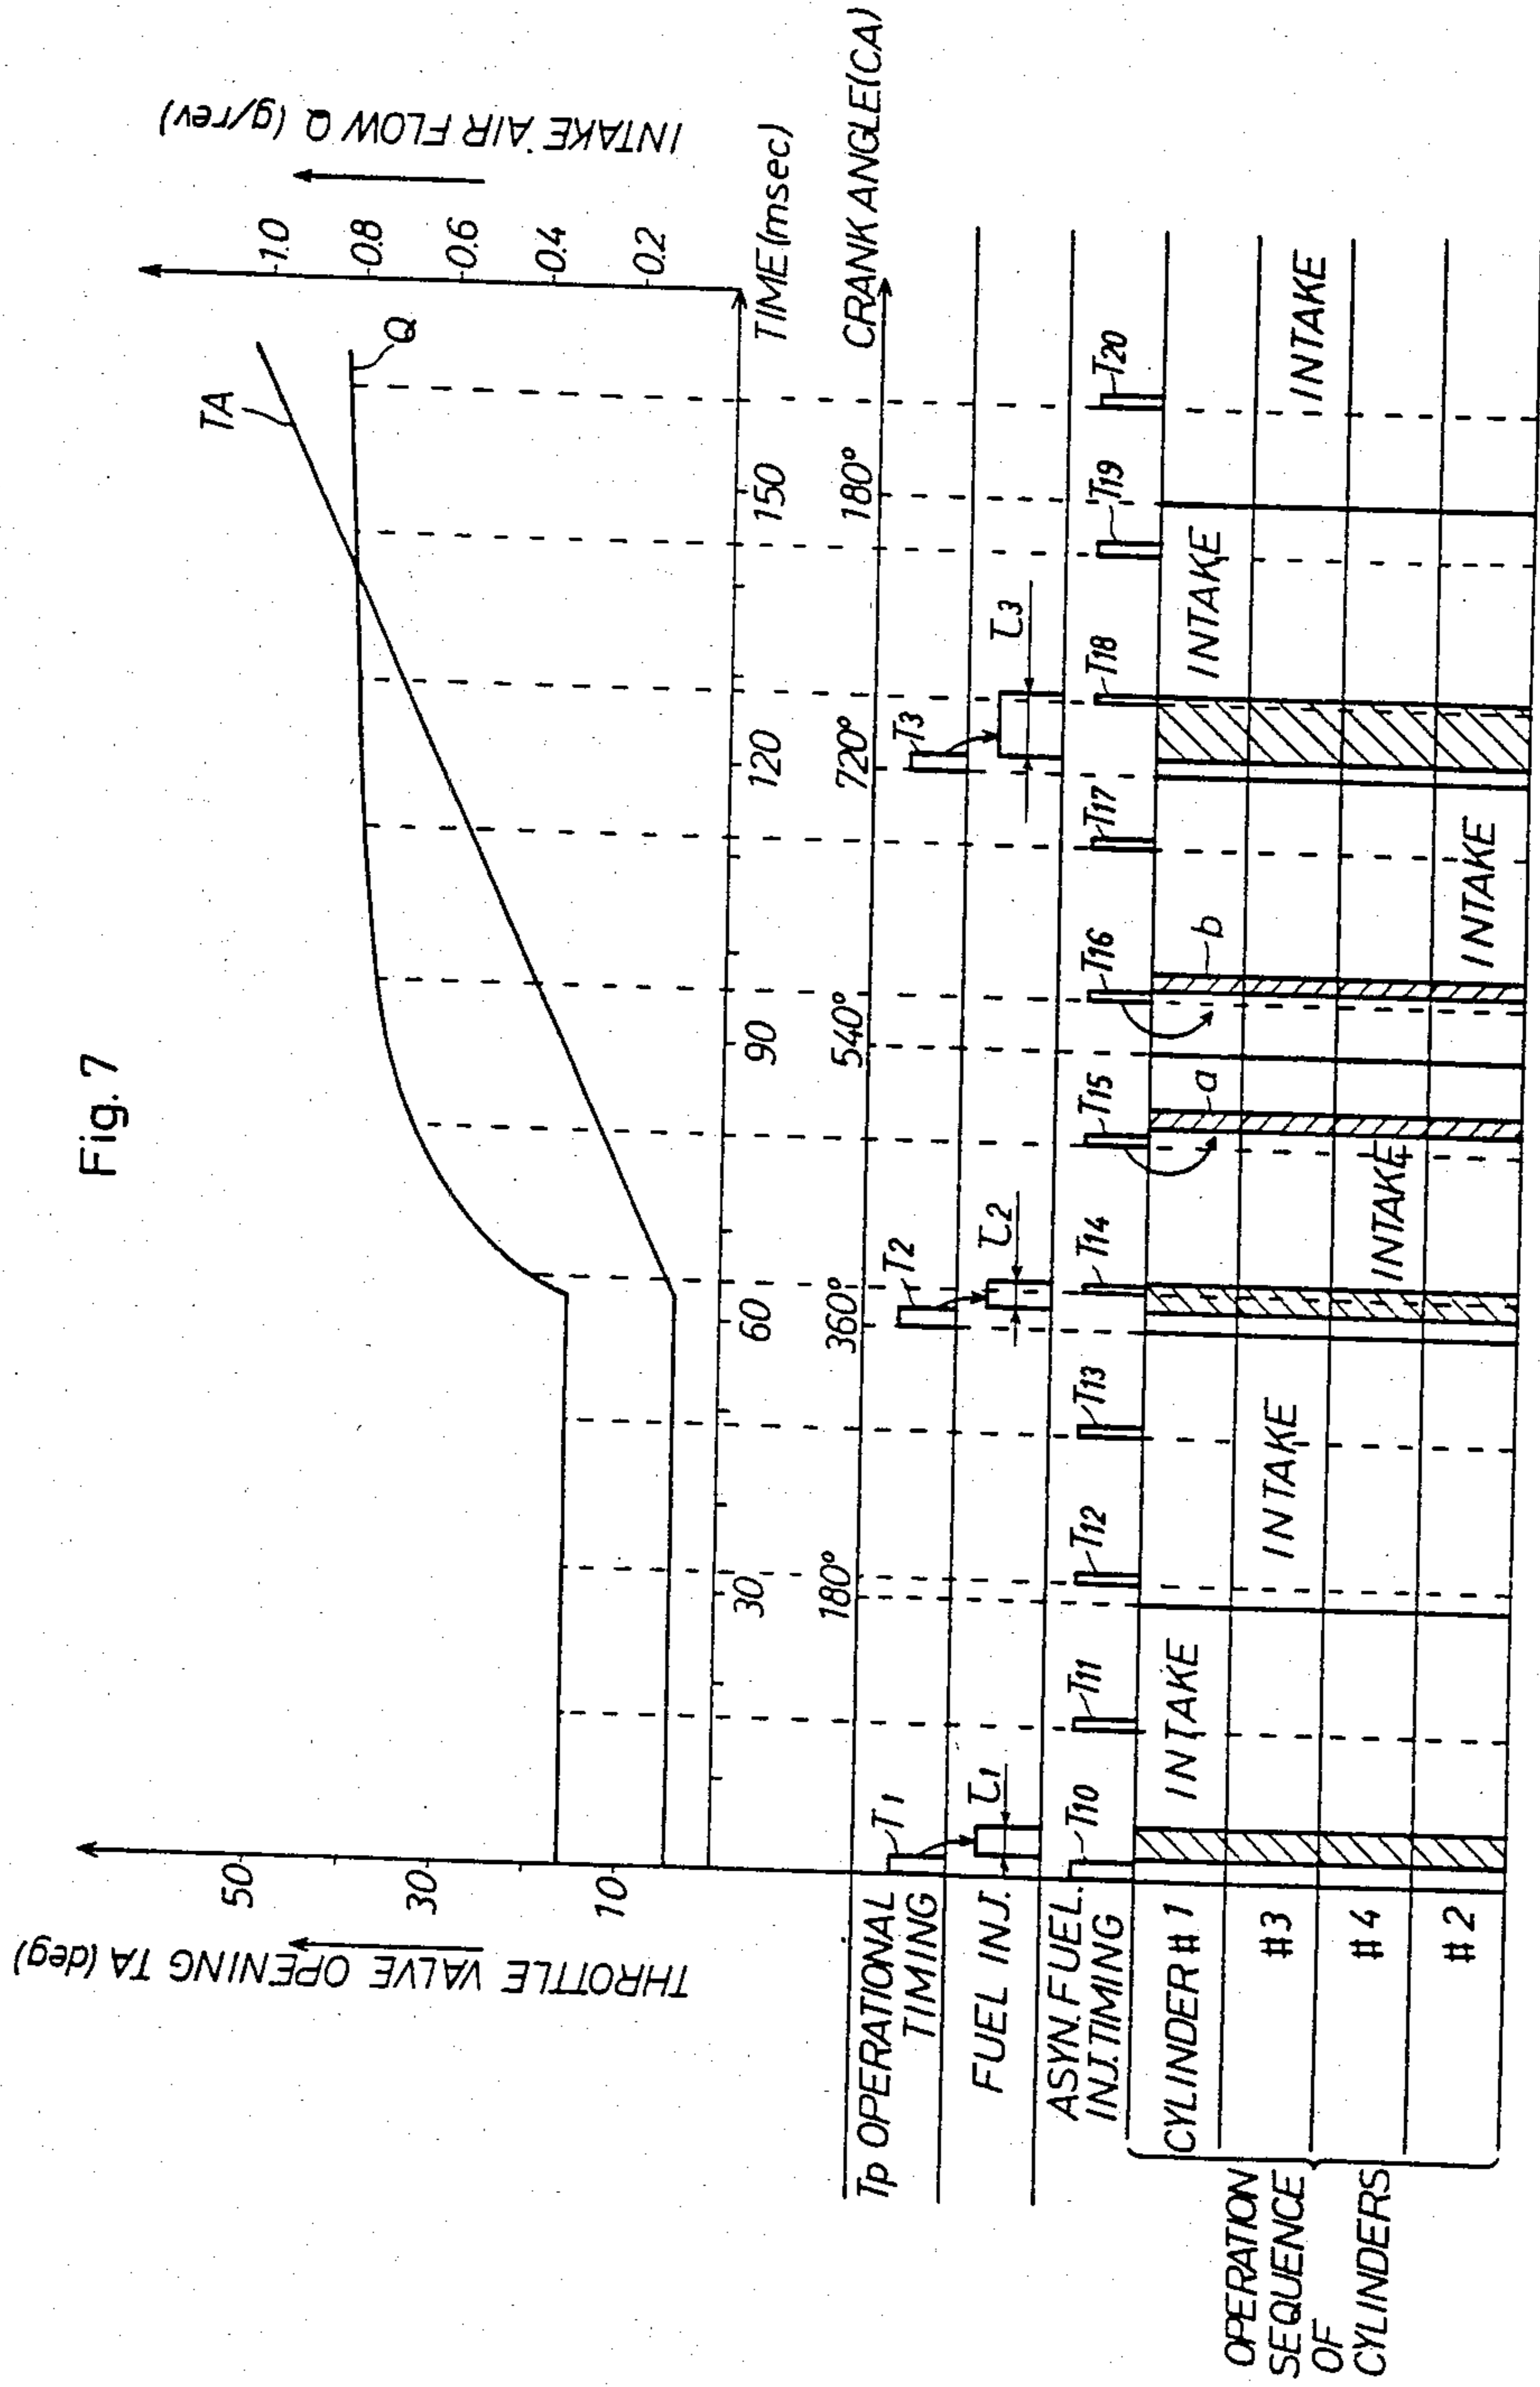 Fig. 7
THROTTLE VALVE OPENING TA (deg)
50
30
10
INTAKE AIR FLOW Q (g/rev)
1.0
0.8
0.6
0.4
0.2
TA
Q
30
60
90
120
150
TIME (msec)
180°
360°
540°
720°
180°
CRANK ANGLE (CA)
Tp OPERATIONAL
TIMING
T1
T2
T3
FUEL INJ.
τ1
τ2
τ3
ASYN. FUEL.
INJ. TIMING
T10
T11
T12
T13
T14
T15
T16
T17
T18
T19
T20
OPERATION
SEQUENCE
OF
CYLINDERS
CYLINDER # 1
INTAKE
a
b
INTAKE
#3
INTAKE
INTAKE
#4
INTAKE
#2
INTAKE